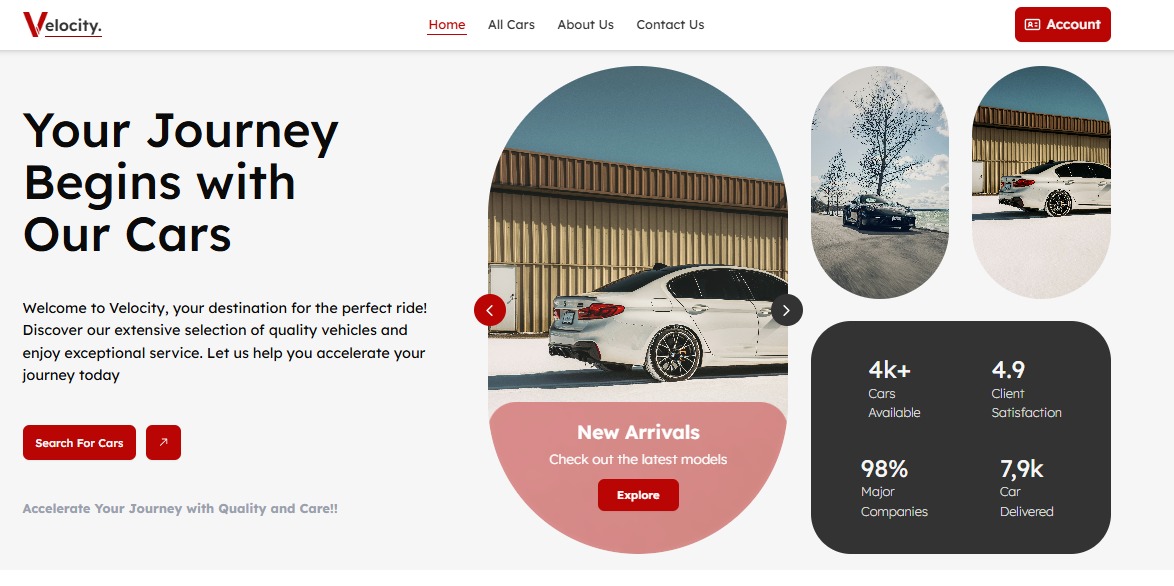 Velocity.
Home
All Cars
About Us
Contact Us
Account
Your Journey
Begins with
Our Cars
Welcome to Velocity, your destination for the perfect ride!
Discover our extensive selection of quality vehicles and
enjoy exceptional service. Let us help you accelerate your
journey today
Search For Cars
Accelerate Your Journey with Quality and Care!!
New Arrivals
Check out the latest models
Explore
4k+
Cars
Available
4.9
Client
Satisfaction
98%
Major
Companies
7,9k
Car
Delivered